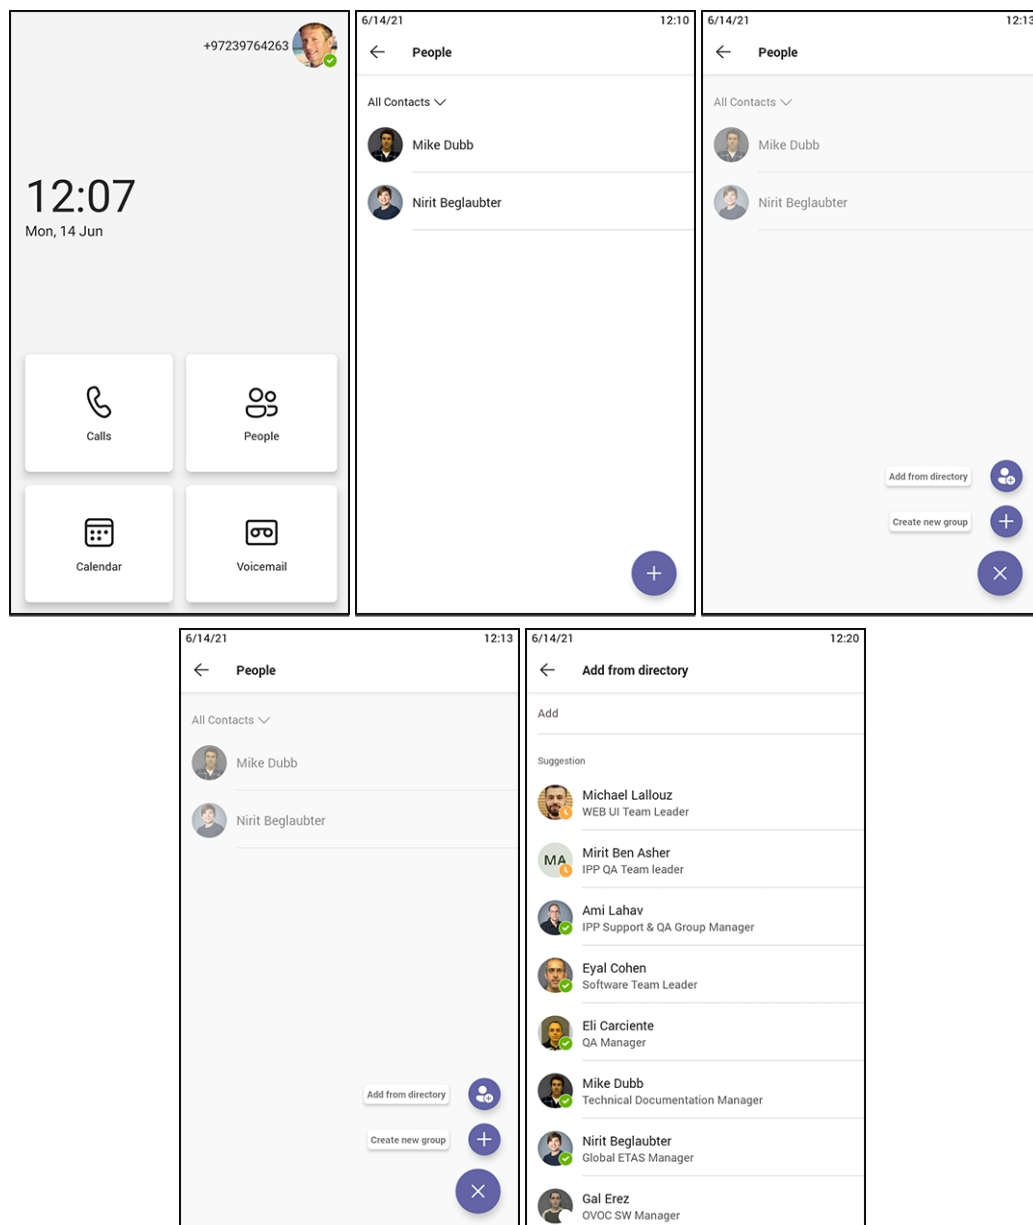 +97239764263
12:07
Mon, 14 Jun
Calls
People
Calendar
Voicemail
6/14/21 12:10
People
All Contacts
Mike Dubb
Nirit Beglaubter
6/14/21 12:13
People
All Contacts
Mike Dubb
Nirit Beglaubter
Add from directory
Create new group
6/14/21 12:13
People
All Contacts
Mike Dubb
Nirit Beglaubter
Add from directory
Create new group
6/14/21 12:20
Add from directory
Add
Suggestion
Michael Lallouz
WEB UI Team Leader
MA
Mirit Ben Asher
IPP QA Team leader
Ami Lahav
IPP Support & QA Group Manager
Eyal Cohen
Software Team Leader
Eli Carciente
QA Manager
Mike Dubb
Technical Documentation Manager
Nirit Beglaubter
Global ETAS Manager
Gal Erez
OVOC SW Manager